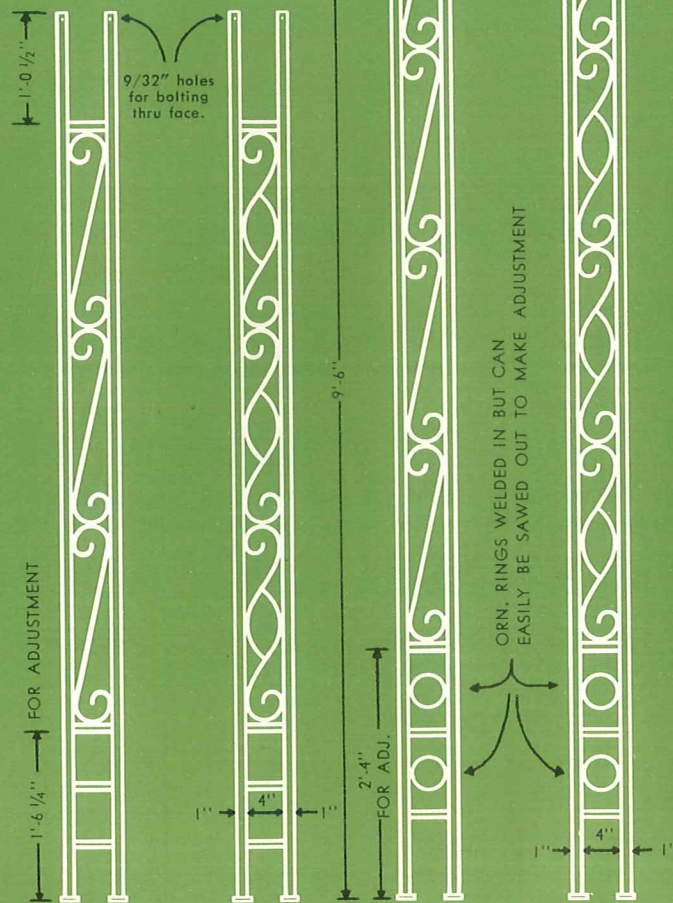 1'-0 1/2"
9/32" holes
for bolting
thru face.
9'-6"
ORN. RINGS WELDED IN BUT CAN
EASILY BE SAWED OUT TO MAKE ADJUSTMENT
1'-6 1/4" FOR ADJUSTMENT
1" 4" 1"
2'-4"
FOR ADJ.
1" 4" 1"